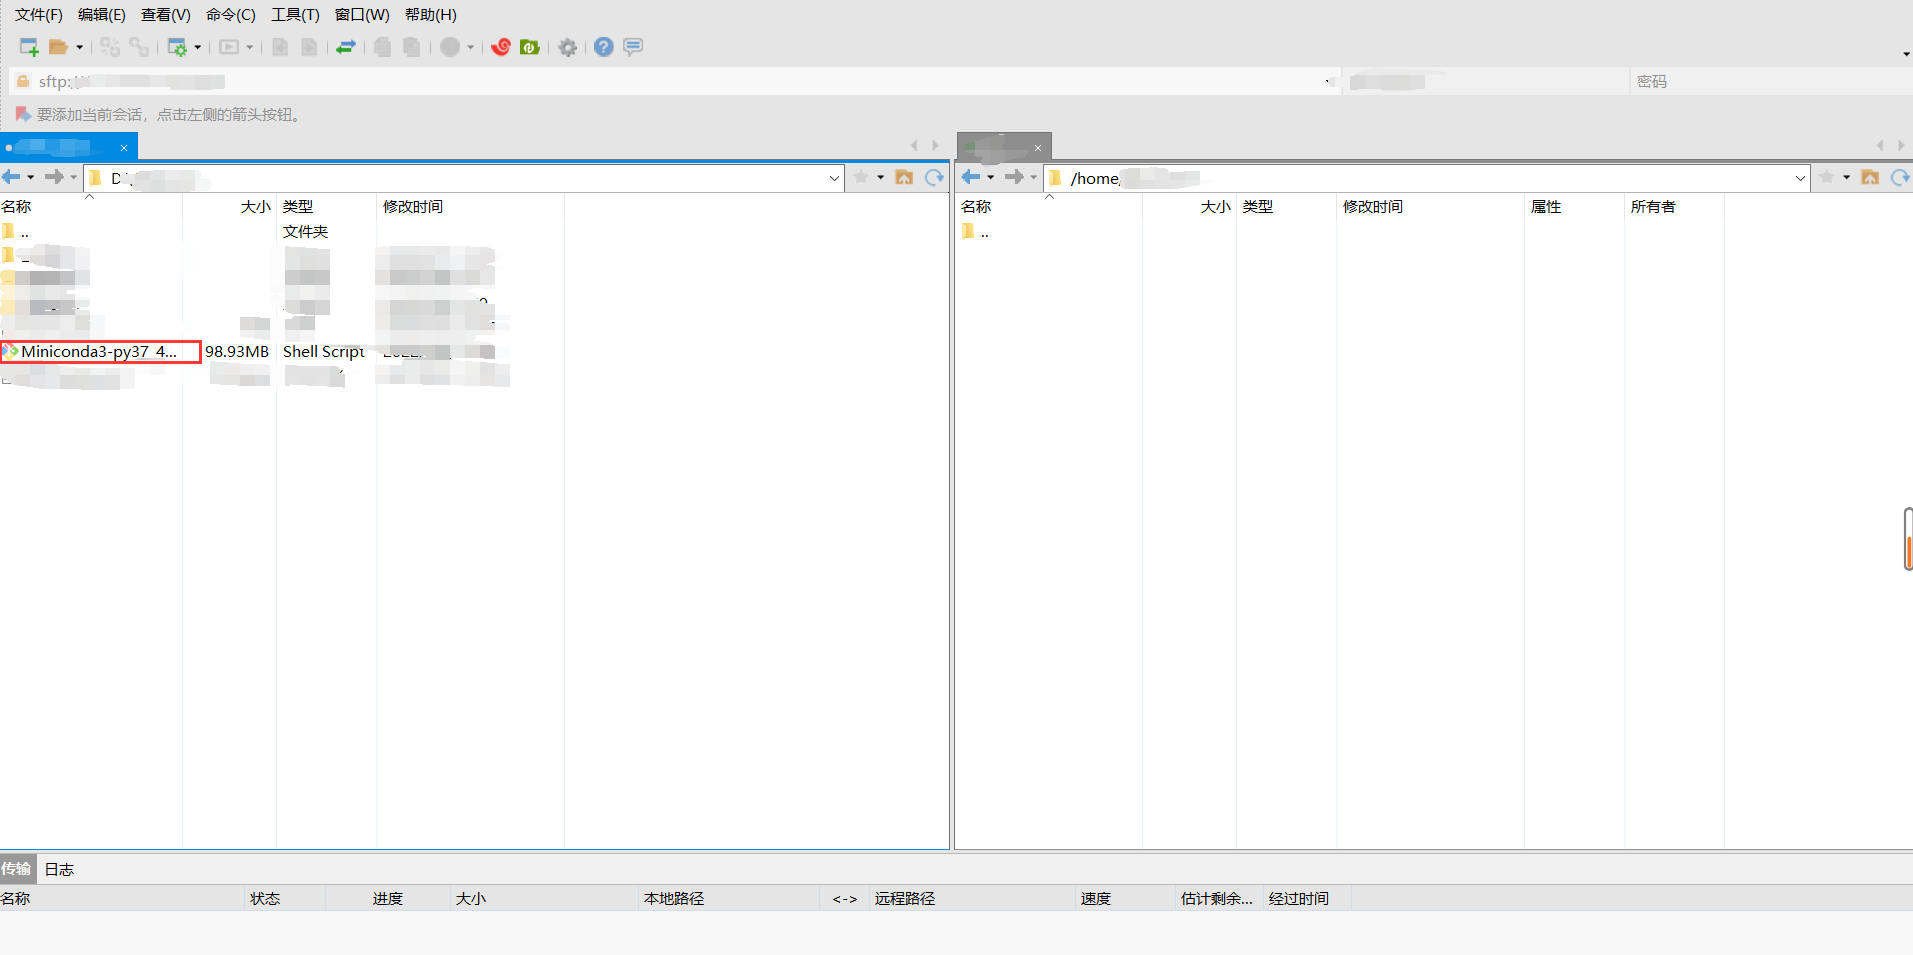 文件(F) 编辑(E) 查看(V) 命令(C) 工具(T) 窗口(W) 帮助(H)
sftp:// 密码
要添加当前会话，点击左侧的箭头按钮。
D:\ /home/
名称 大小 类型 修改时间 名称 大小 类型 修改时间 属性 所有者
.. 文件夹 ..
Miniconda3-py37_4... 98.93MB Shell Script
传输 日志
名称 状态 进度 大小 本地路径 <-> 远程路径 速度 估计剩余... 经过时间